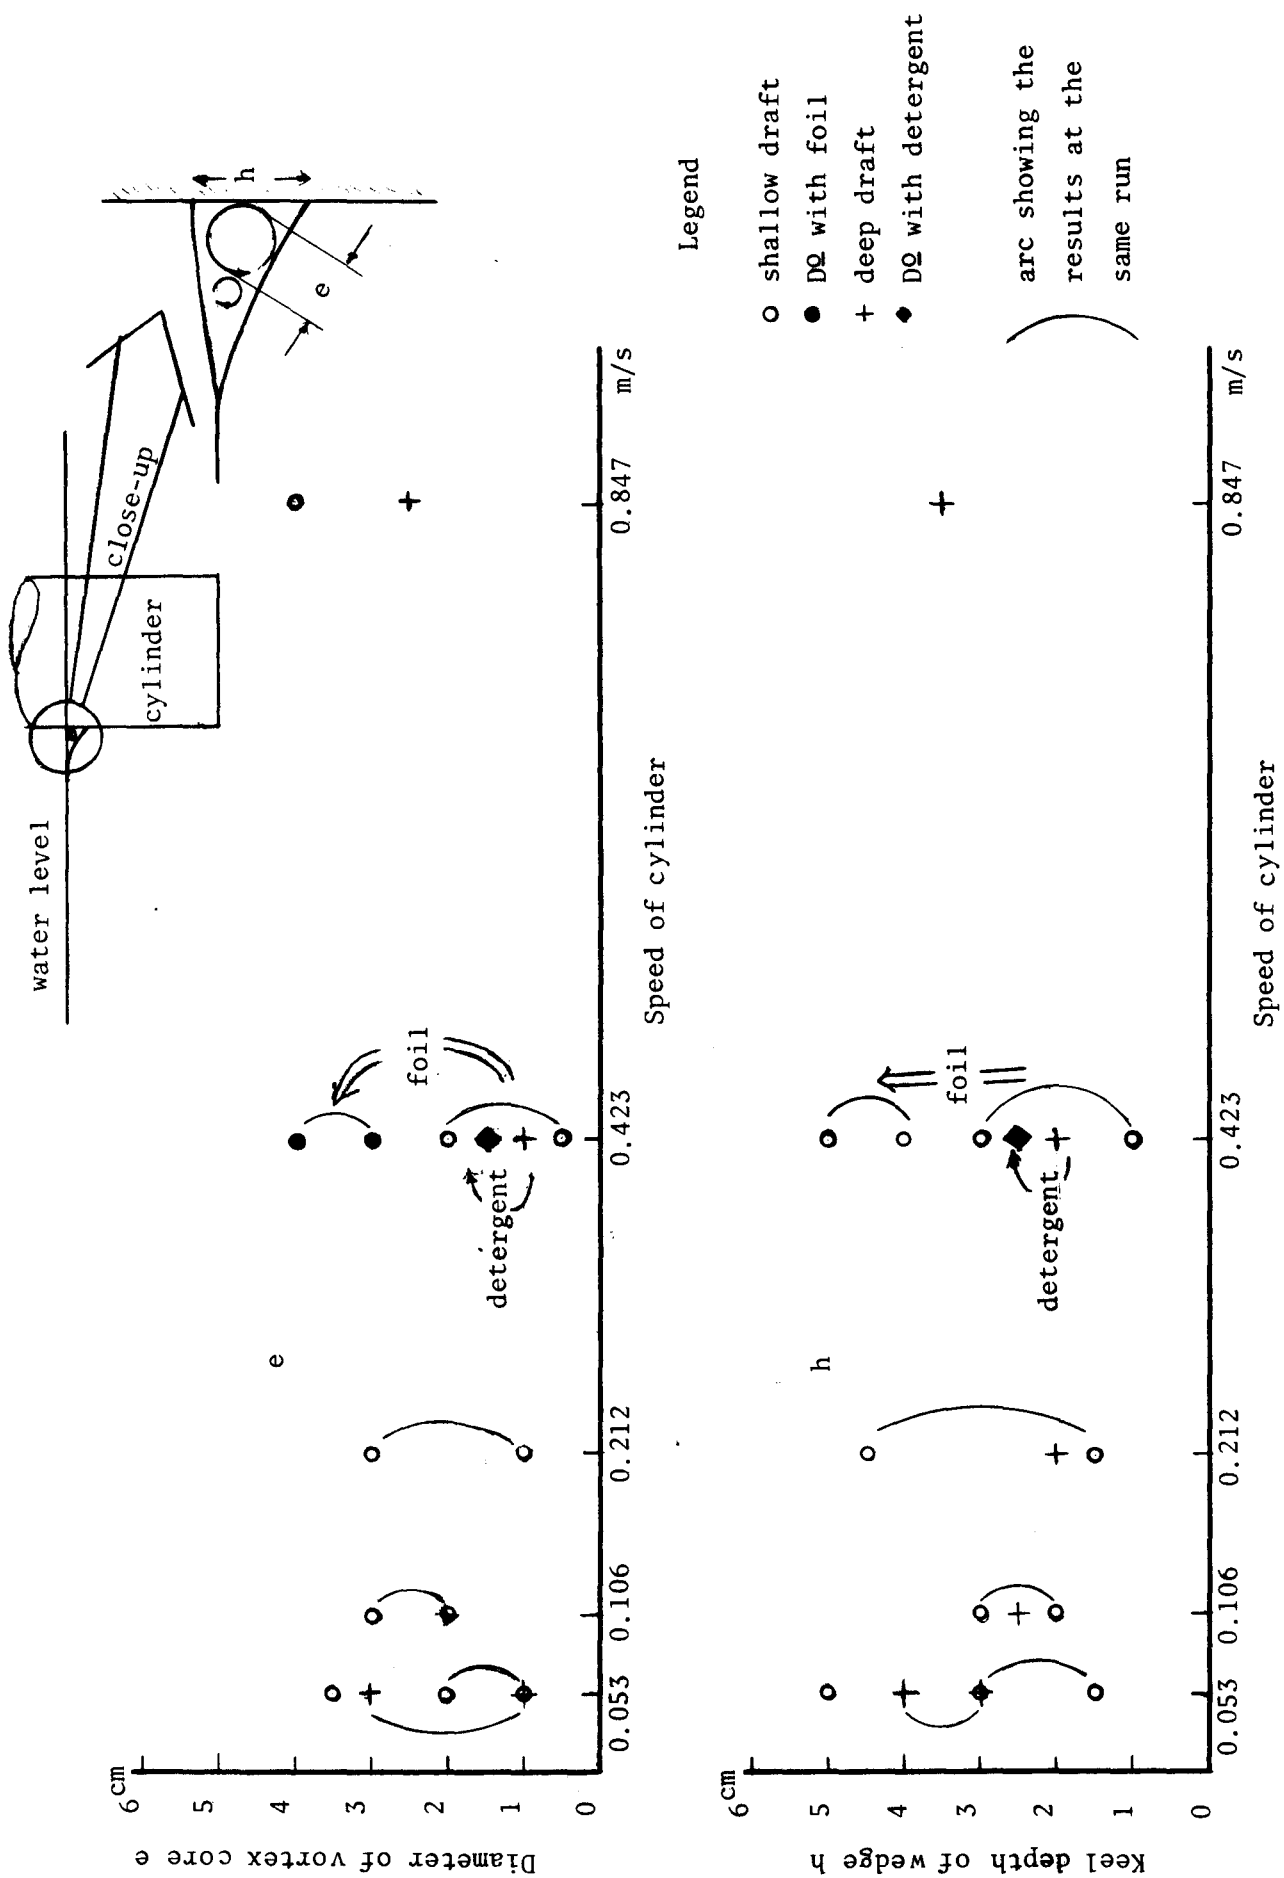 water level
cylinder
close-up
h
e
Diameter of vortex core e
6 cm
5
4
3
2
1
0
e
foil
detergent
0.053
0.106
0.212
0.423
0.847
m/s
Speed of cylinder
Legend
shallow draft
DO with foil
deep draft
DO with detergent
arc showing the
results at the
same run
Keel depth of wedge h
6 cm
5
4
3
2
1
0
h
foil
detergent
0.053
0.106
0.212
0.423
0.847
m/s
Speed of cylinder